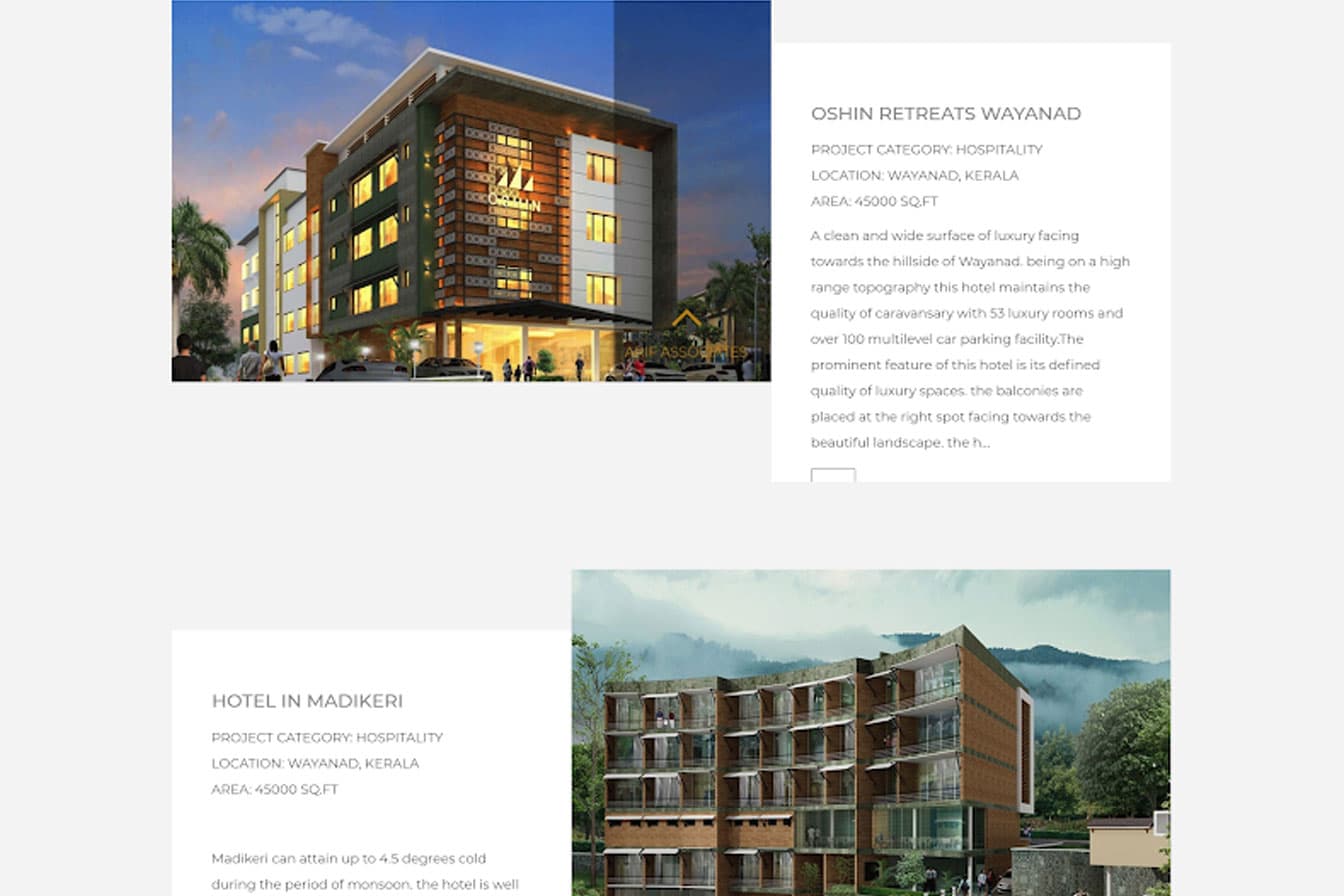 OSHIN
ARIF ASSOCIATES
OSHIN RETREATS WAYANAD
PROJECT CATEGORY: HOSPITALITY
LOCATION: WAYANAD, KERALA
AREA: 45000 SQ.FT
A clean and wide surface of luxury facing
towards the hillside of Wayanad. being on a high
range topography this hotel maintains the
quality of caravansary with 53 luxury rooms and
over 100 multilevel car parking facility.The
prominent feature of this hotel is its defined
quality of luxury spaces. the balconies are
placed at the right spot facing towards the
beautiful landscape. the h...
HOTEL IN MADIKERI
PROJECT CATEGORY: HOSPITALITY
LOCATION: WAYANAD, KERALA
AREA: 45000 SQ.FT
Madikeri can attain up to 4.5 degrees cold
during the period of monsoon. the hotel is well